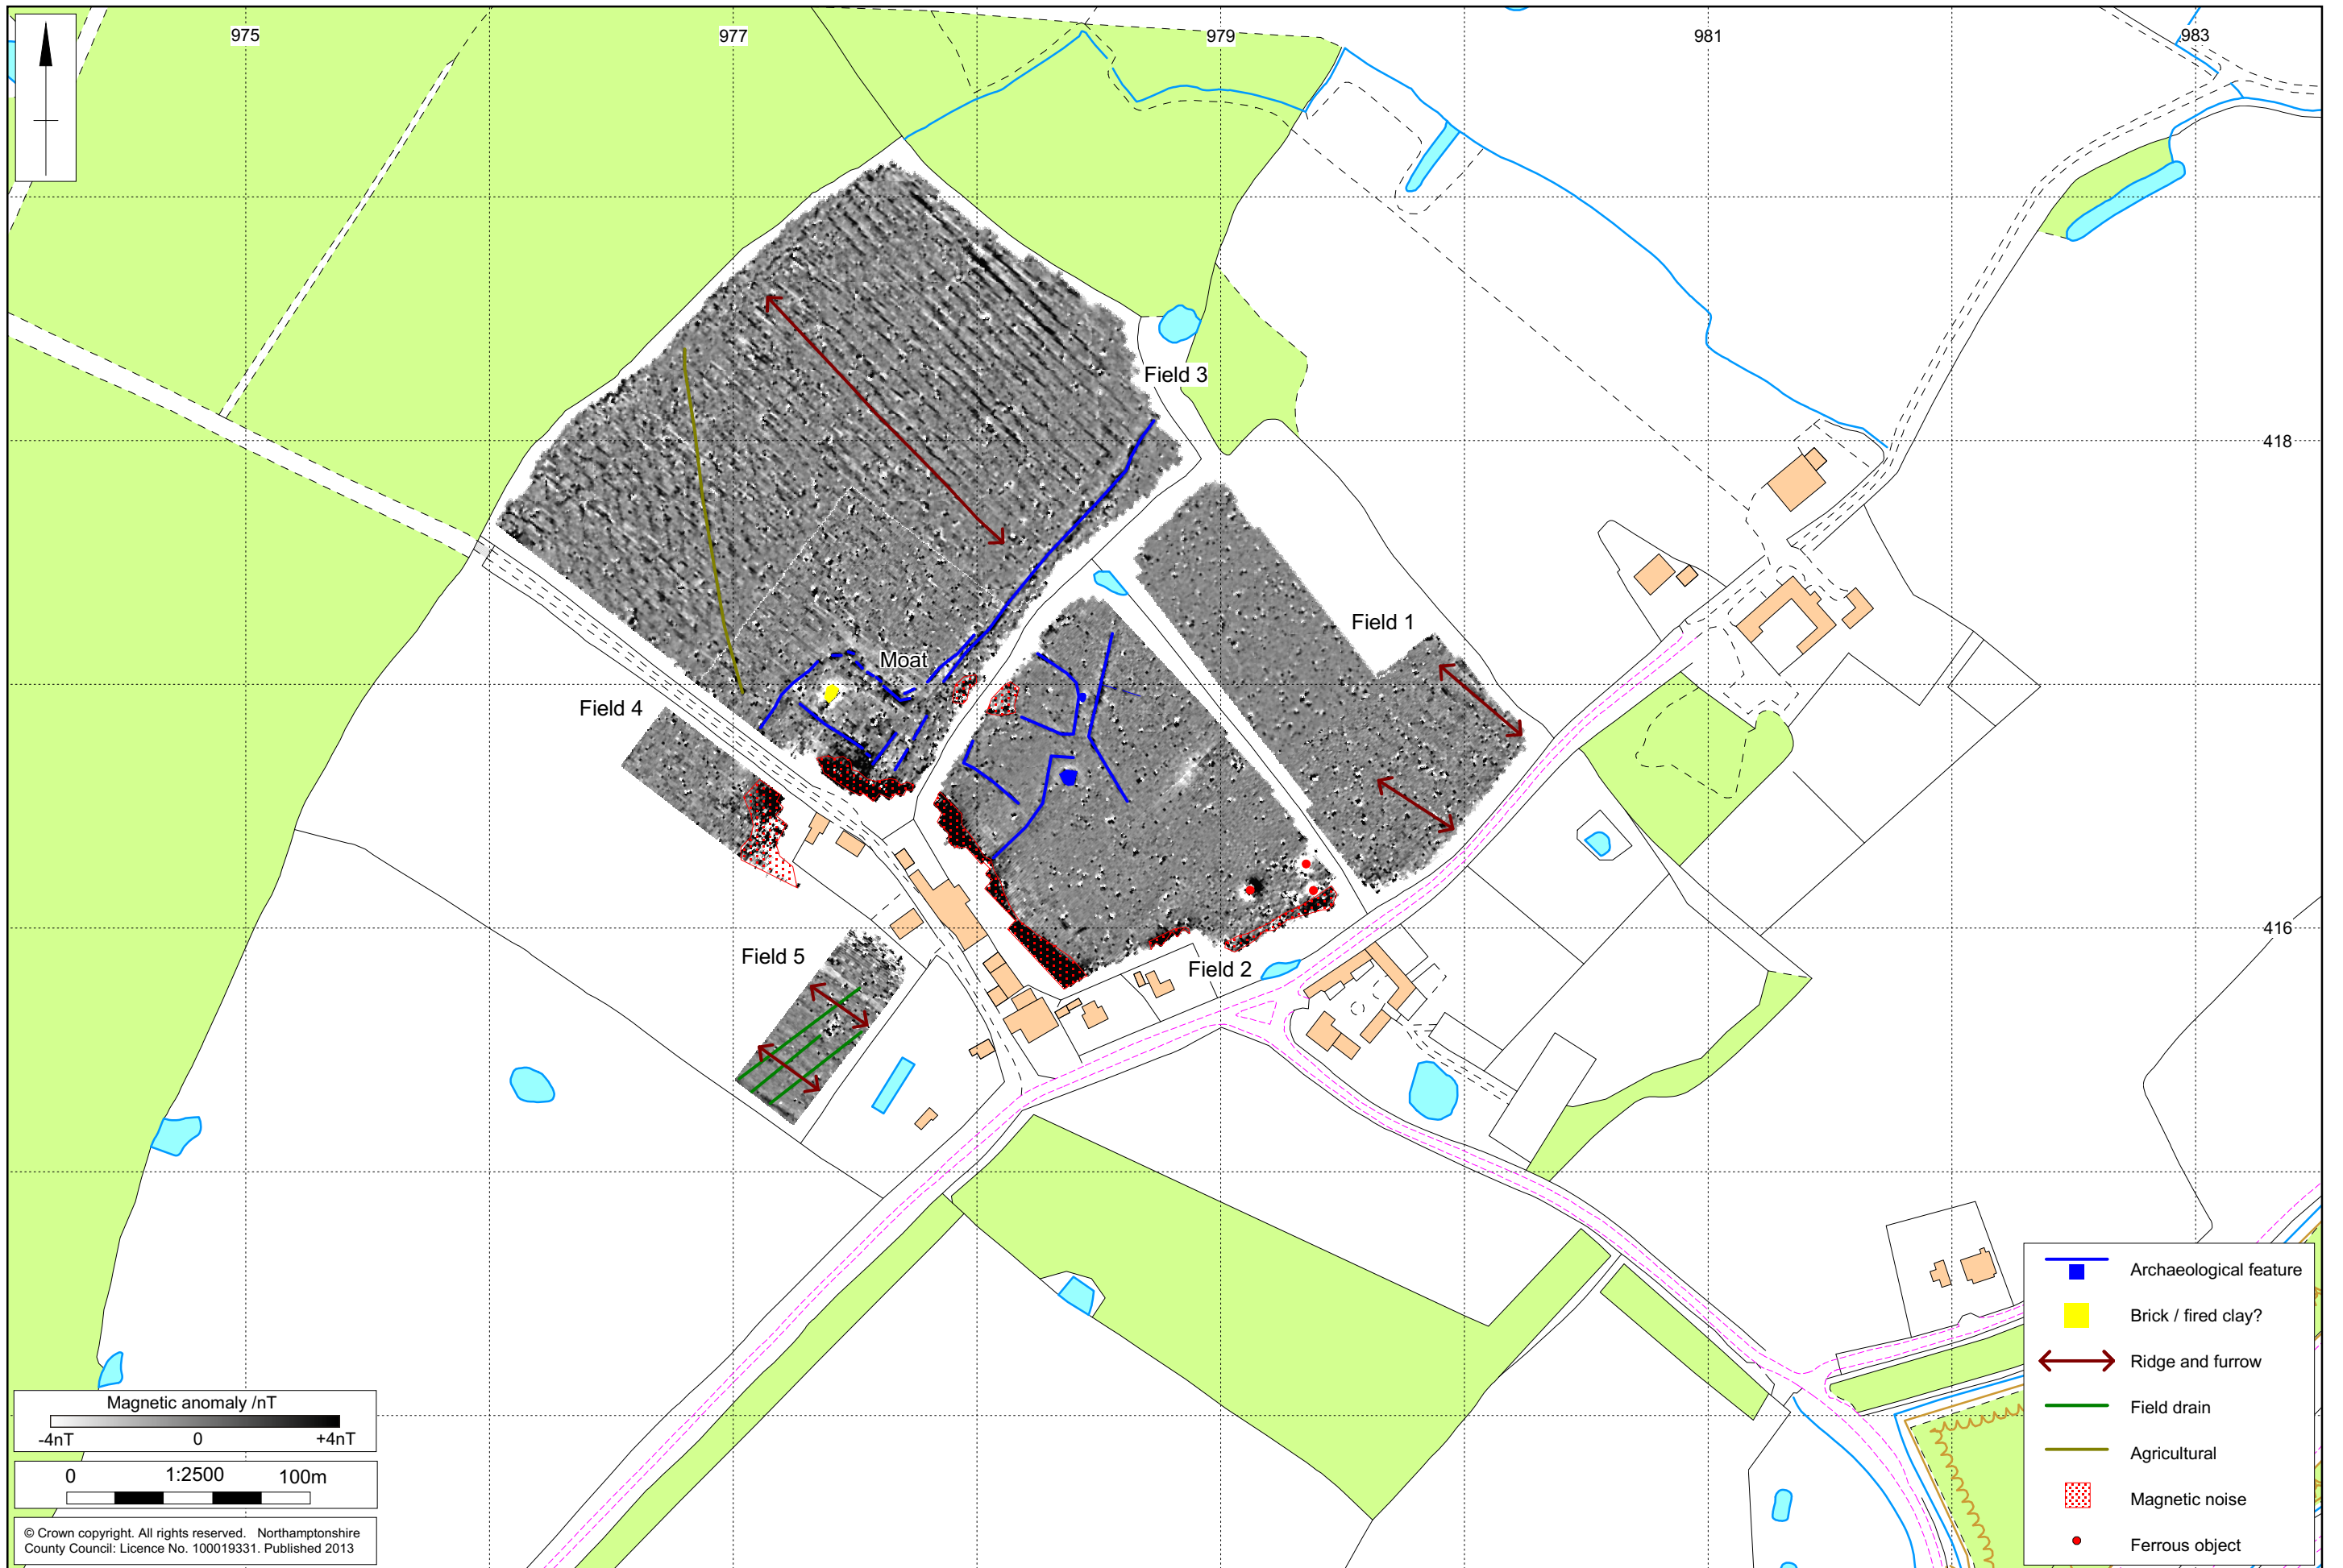 975
977
979
981
983
Field 3
418
Field 1
Moat
Field 4
416
Field 5
Field 2
Magnetic anomaly /nT
-4nT
0
+4nT
0
1:2500
100m
© Crown copyright. All rights reserved. Northamptonshire
County Council: Licence No. 100019331. Published 2013
Archaeological feature
Brick / fired clay?
Ridge and furrow
Field drain
Agricultural
Magnetic noise
Ferrous object